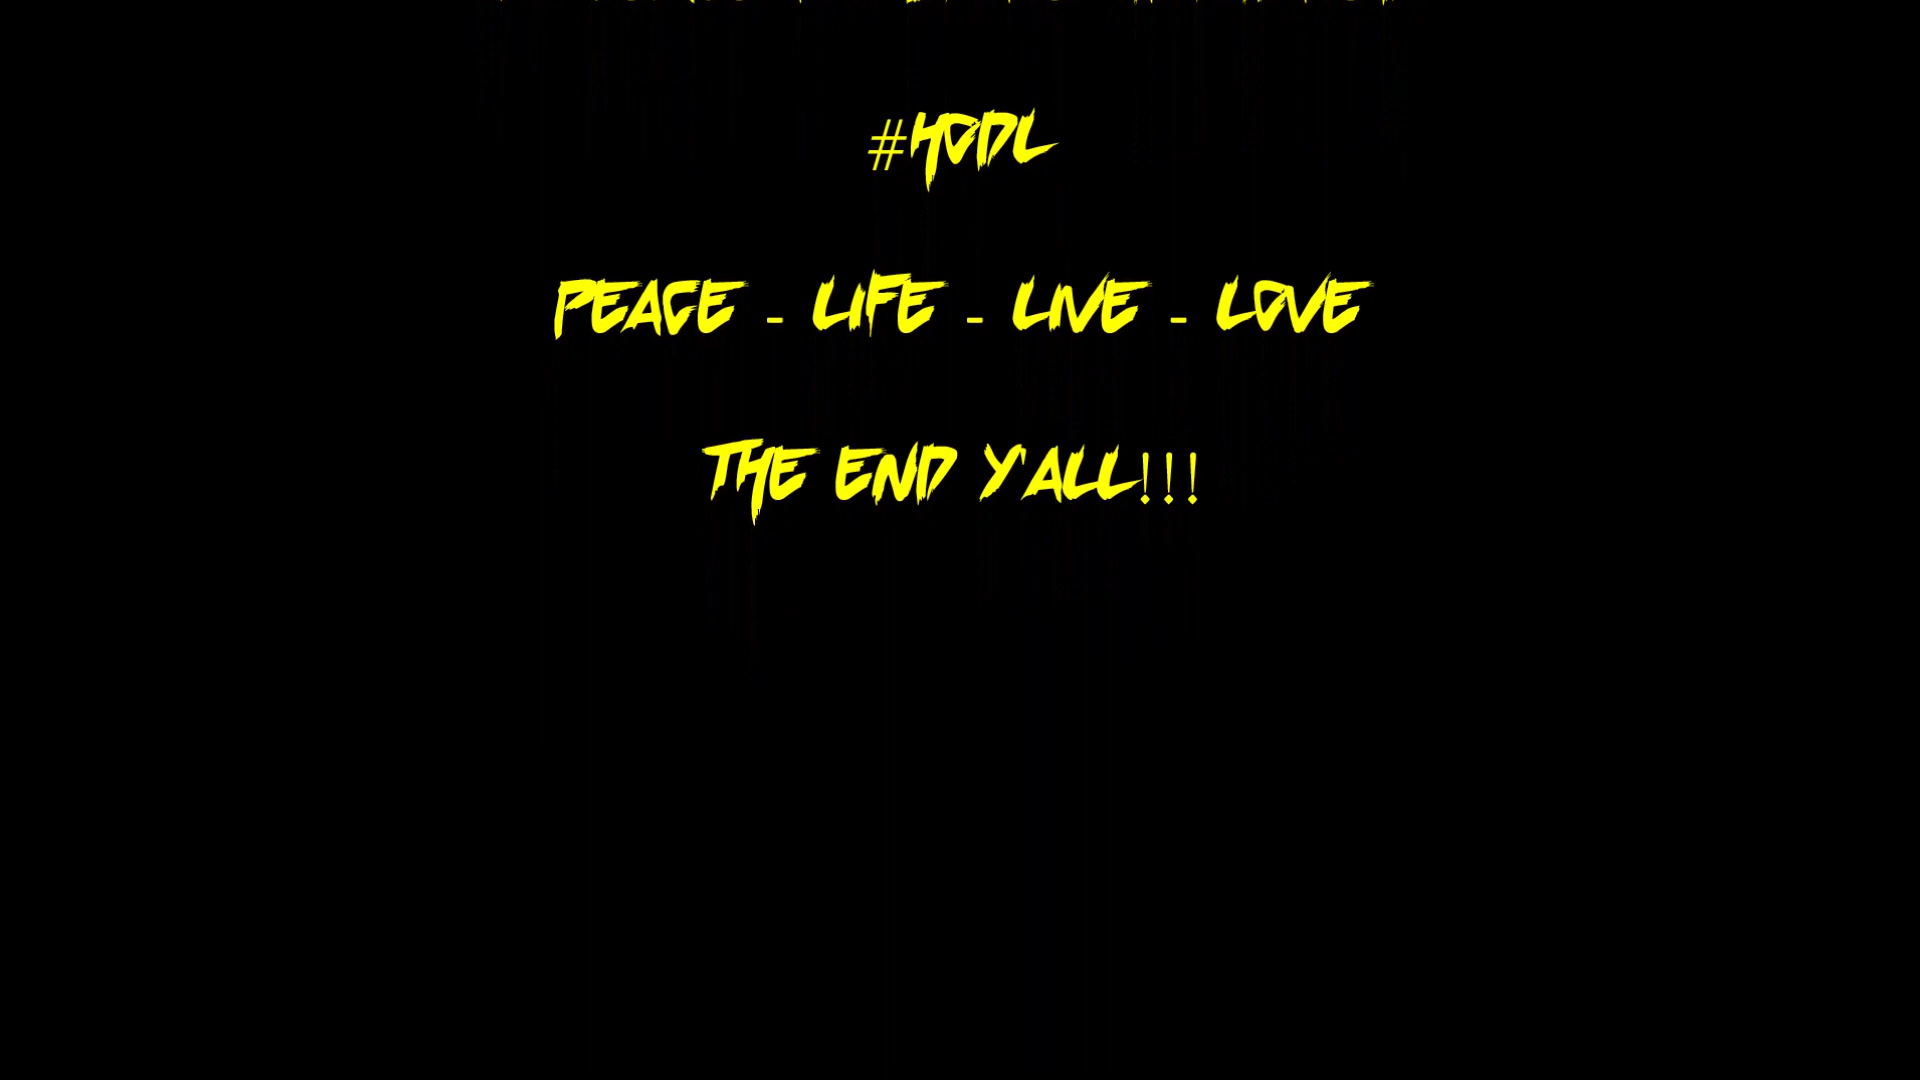 #HODL
PEACE - LIFE - LIVE - LOVE
THE END Y'ALL!!!